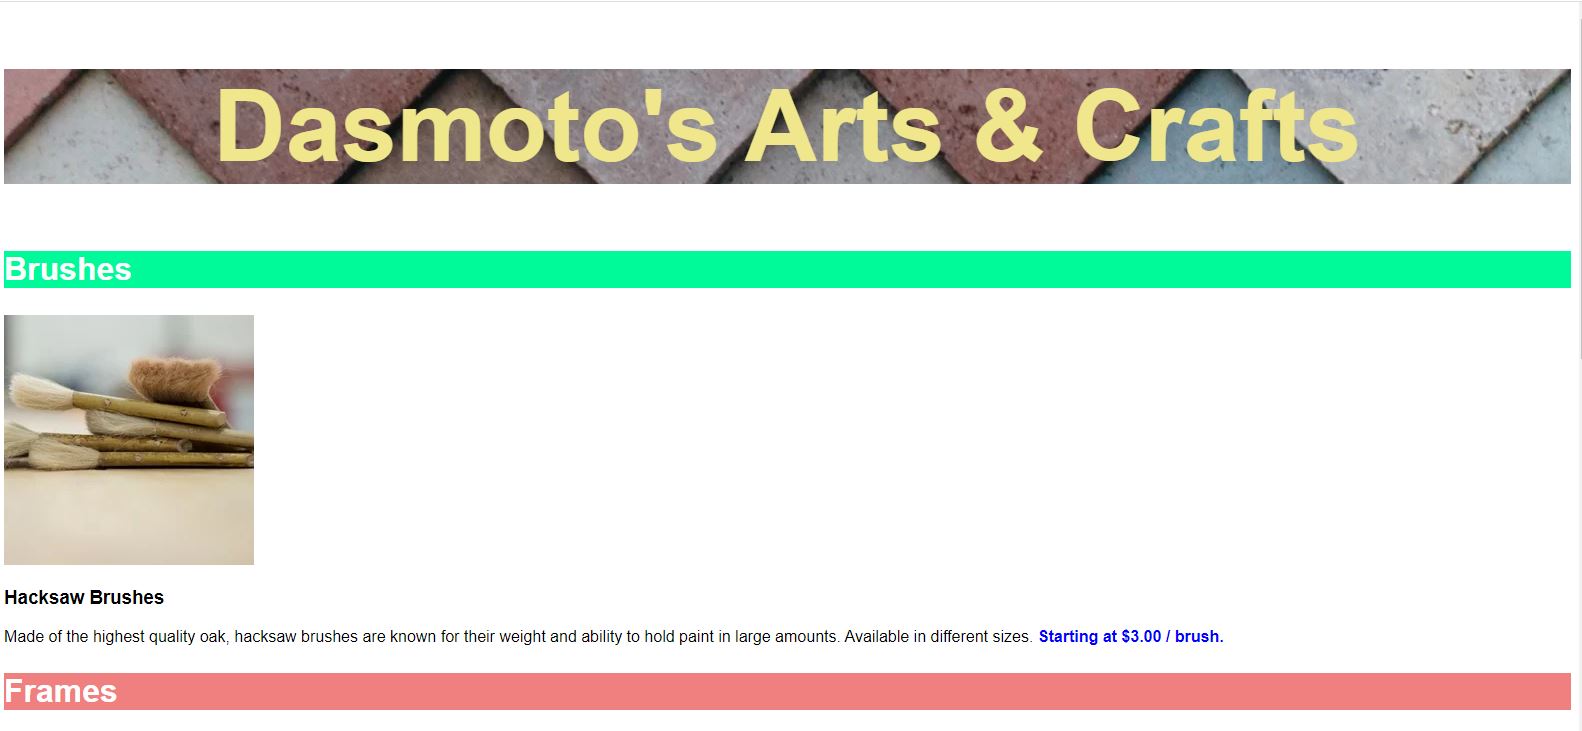 Dasmoto's Arts & Crafts
Brushes
Hacksaw Brushes
Made of the highest quality oak, hacksaw brushes are known for their weight and ability to hold paint in large amounts. Available in different sizes. Starting at $3.00 / brush.
Frames